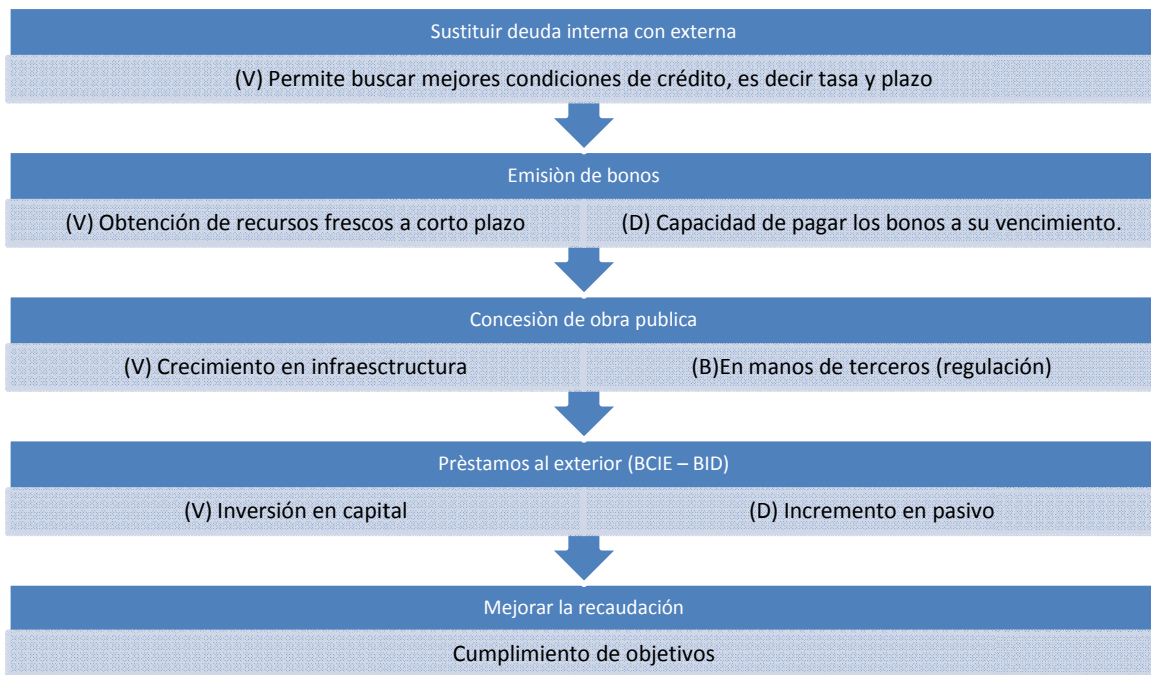 Sustituir deuda interna con externa
(V) Permite buscar mejores condiciones de crédito, es decir tasa y plazo
Emisiòn de bonos
(V) Obtención de recursos frescos a corto plazo
(D) Capacidad de pagar los bonos a su vencimiento.
Concesiòn de obra publica
(V) Crecimiento en infraesctructura
(B)En manos de terceros (regulación)
Prèstamos al exterior (BCIE – BID)
(V) Inversión en capital
(D) Incremento en pasivo
Mejorar la recaudación
Cumplimiento de objetivos